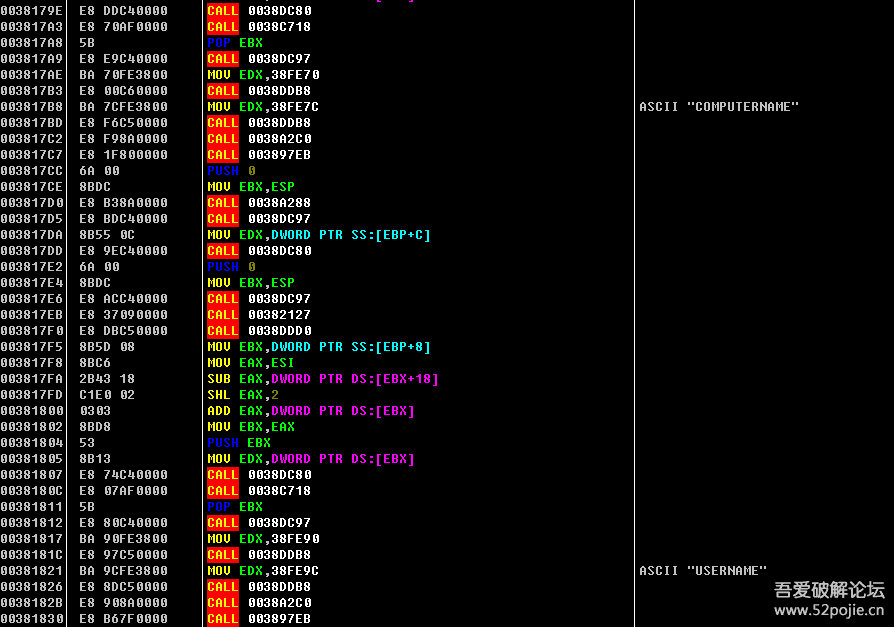 0038179E E8 DDC40000 CALL 0038DC80
003817A3 E8 70AF0000 CALL 0038C718
003817A8 5B POP EBX
003817A9 E8 E9C40000 CALL 0038DC97
003817AE BA 70FE3800 MOV EDX,38FE70
003817B3 E8 00C60000 CALL 0038DDB8
003817B8 BA 7CFE3800 MOV EDX,38FE7C ASCII "COMPUTERNAME"
003817BD E8 F6C50000 CALL 0038DDB8
003817C2 E8 F98A0000 CALL 0038A2C0
003817C7 E8 1F800000 CALL 003897EB
003817CC 6A 00 PUSH 0
003817CE 8BDC MOV EBX,ESP
003817D0 E8 B38A0000 CALL 0038A288
003817D5 E8 BDC40000 CALL 0038DC97
003817DA 8B55 0C MOV EDX,DWORD PTR SS:[EBP+C]
003817DD E8 9EC40000 CALL 0038DC80
003817E2 6A 00 PUSH 0
003817E4 8BDC MOV EBX,ESP
003817E6 E8 ACC40000 CALL 0038DC97
003817EB E8 37090000 CALL 00382127
003817F0 E8 DBC50000 CALL 0038DDD0
003817F5 8B5D 08 MOV EBX,DWORD PTR SS:[EBP+8]
003817F8 8BC6 MOV EAX,ESI
003817FA 2B43 18 SUB EAX,DWORD PTR DS:[EBX+18]
003817FD C1E0 02 SHL EAX,2
00381800 0303 ADD EAX,DWORD PTR DS:[EBX]
00381802 8BD8 MOV EBX,EAX
00381804 53 PUSH EBX
00381805 8B13 MOV EDX,DWORD PTR DS:[EBX]
00381807 E8 74C40000 CALL 0038DC80
0038180C E8 07AF0000 CALL 0038C718
00381811 5B POP EBX
00381812 E8 80C40000 CALL 0038DC97
00381817 BA 90FE3800 MOV EDX,38FE90
0038181C E8 97C50000 CALL 0038DDB8
00381821 BA 9CFE3800 MOV EDX,38FE9C ASCII "USERNAME"
00381826 E8 8DC50000 CALL 0038DDB8
0038182B E8 908A0000 CALL 0038A2C0
00381830 E8 B67F0000 CALL 003897EB
吾爱破解论坛
www.52pojie.cn